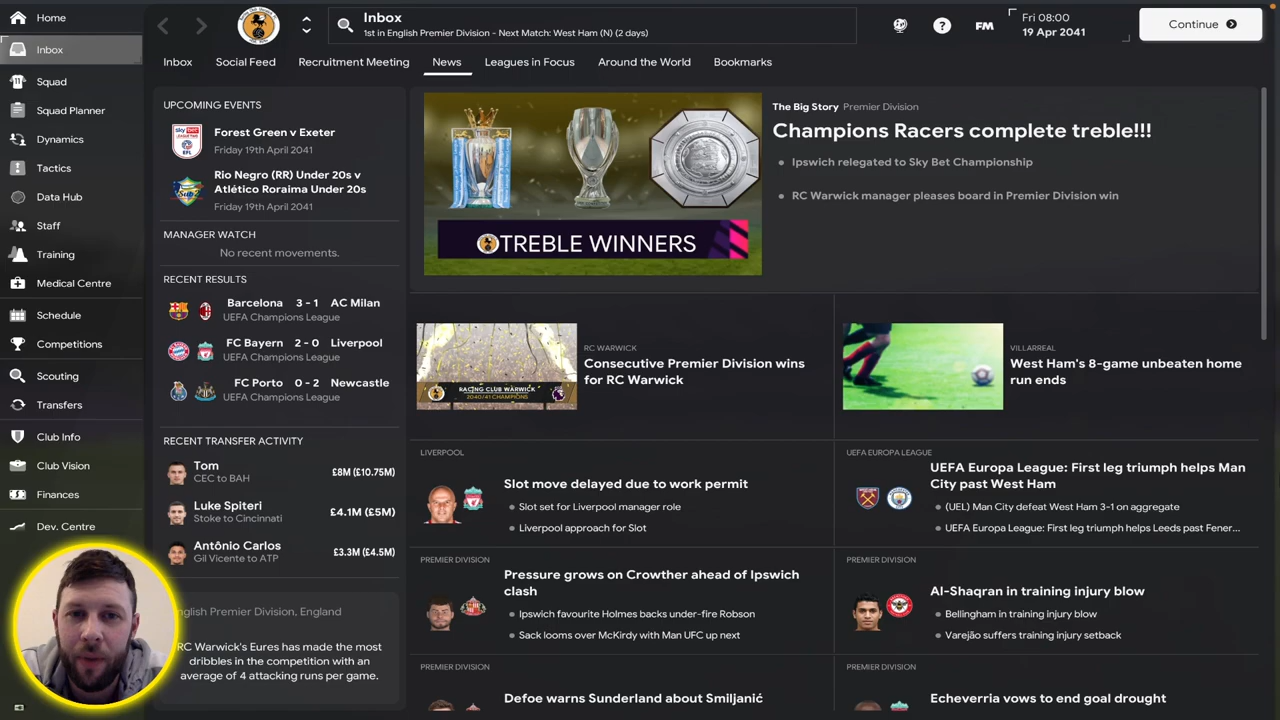 Home
Inbox
Squad
Squad Planner
Dynamics
Tactics
Data Hub
Staff
Training
Medical Centre
Schedule
Competitions
Scouting
Transfers
Club Info
Club Vision
Finances
Dev. Centre
Inbox
1st in English Premier Division - Next Match: West Ham (N) (2 days)
FM
Fri 08:00
19 Apr 2041
Continue
Inbox
Social Feed
Recruitment Meeting
News
Leagues in Focus
Around the World
Bookmarks
UPCOMING EVENTS
Forest Green v Exeter
Friday 19th April 2041
Rio Negro (RR) Under 20s v
Atlético Roraima Under 20s
Friday 19th April 2041
MANAGER WATCH
No recent movements.
RECENT RESULTS
Barcelona 3 - 1 AC Milan
UEFA Champions League
FC Bayern 2 - 0 Liverpool
UEFA Champions League
FC Porto 0 - 2 Newcastle
UEFA Champions League
RECENT TRANSFER ACTIVITY
Tom
CEC to BAH
£8M (£10.75M)
Luke Spiteri
Stoke to Cincinnati
£4.1M (£5M)
Antônio Carlos
Gil Vicente to ATP
£3.3M (£4.5M)
English Premier Division, England
RC Warwick's Eures has made the most
dribbles in the competition with an
average of 4 attacking runs per game.
TREBLE WINNERS
The Big Story Premier Division
Champions Racers complete treble!!!
Ipswich relegated to Sky Bet Championship
RC Warwick manager pleases board in Premier Division win
RACING CLUB WARWICK
2040/41 CHAMPIONS
RC WARWICK
Consecutive Premier Division wins
for RC Warwick
VILLARREAL
West Ham's 8-game unbeaten home
run ends
LIVERPOOL
Slot move delayed due to work permit
Slot set for Liverpool manager role
Liverpool approach for Slot
UEFA EUROPA LEAGUE
UEFA Europa League: First leg triumph helps Man
City past West Ham
(UEL) Man City defeat West Ham 3-1 on aggregate
UEFA Europa League: First leg triumph helps Leeds past Fener...
PREMIER DIVISION
Pressure grows on Crowther ahead of Ipswich
clash
Ipswich favourite Holmes backs under-fire Robson
Sack looms over McKirdy with Man UFC up next
PREMIER DIVISION
Al-Shaqran in training injury blow
Bellingham in training injury blow
Varejão suffers training injury setback
PREMIER DIVISION
Defoe warns Sunderland about Smiljanić
PREMIER DIVISION
Echeverria vows to end goal drought